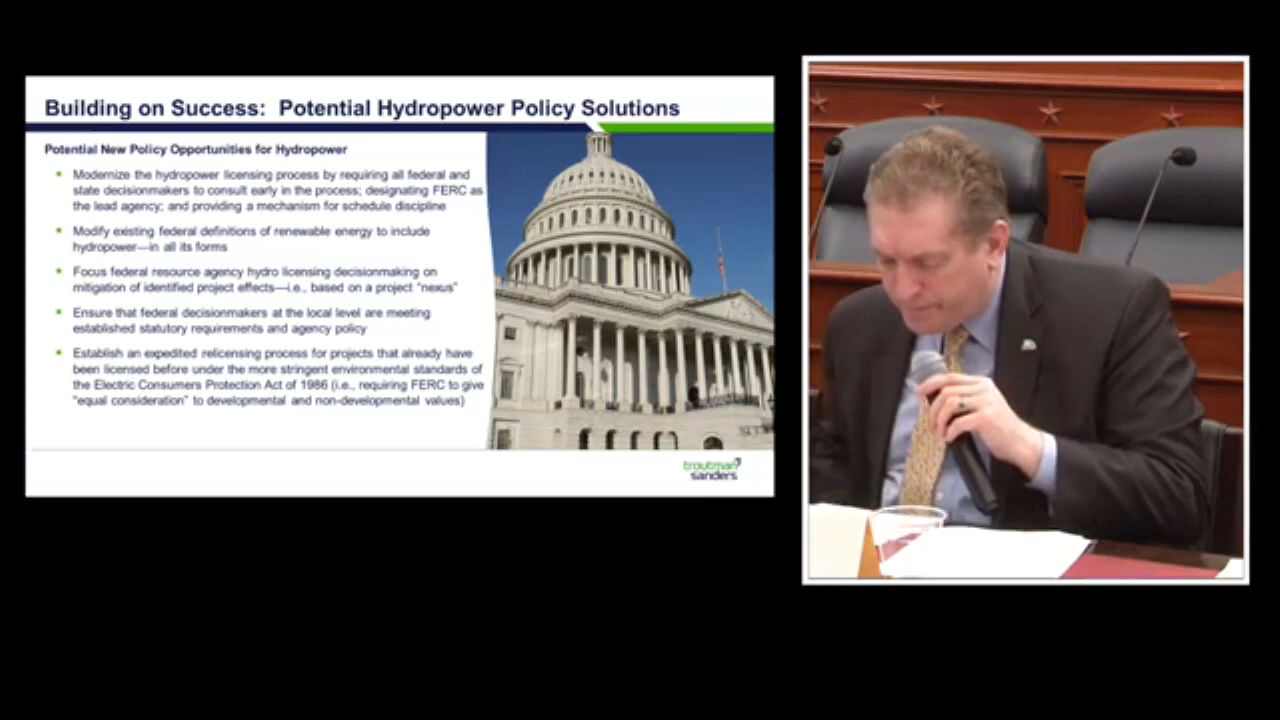 Building on Success: Potential Hydropower Policy Solutions
Potential New Policy Opportunities for Hydropower
Modernize the hydropower licensing process by requiring all federal and
state decisionmakers to consult early in the process; designating FERC as
the lead agency; and providing a mechanism for schedule discipline
Modify existing federal definitions of renewable energy to include
hydropower—in all its forms
Focus federal resource agency hydro licensing decisionmaking on
mitigation of identified project effects—i.e., based on a project “nexus”
Ensure that federal decisionmakers at the local level are meeting
established statutory requirements and agency policy
Establish an expedited relicensing process for projects that already have
been licensed before under the more stringent environmental standards of
the Electric Consumers Protection Act of 1986 (i.e., requiring FERC to give
“equal consideration” to developmental and non-developmental values)
troutman
sanders